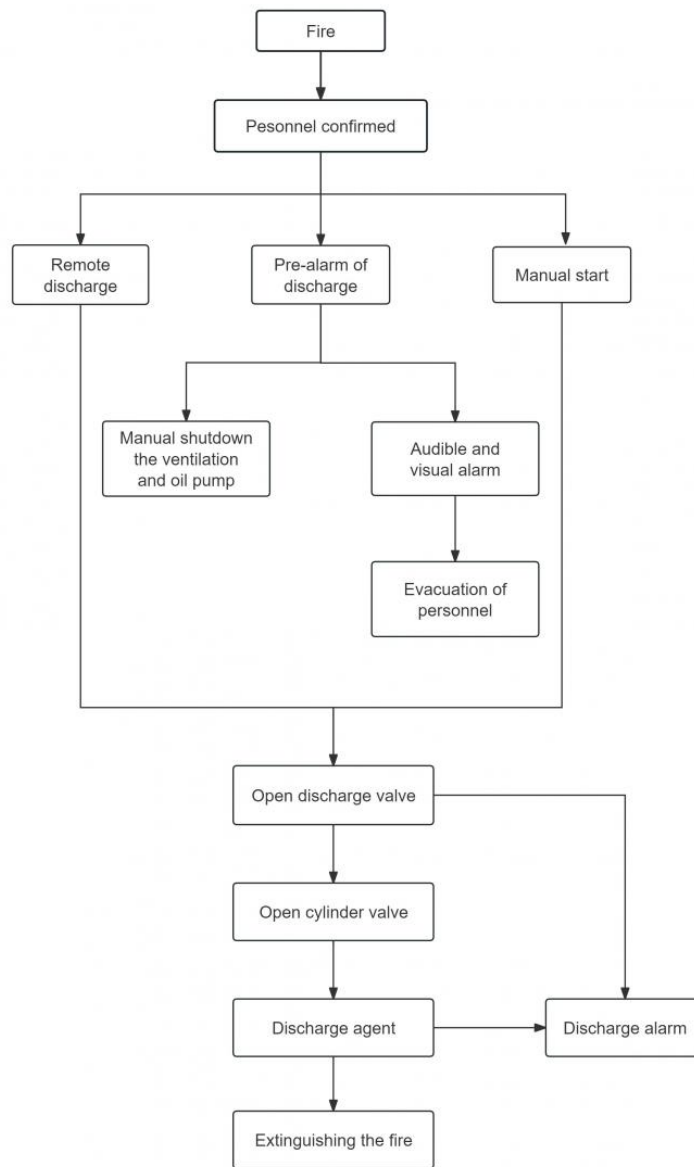 Fire
Pesonnel confirmed
Remote
discharge
Pre-alarm of
discharge
Manual start
Manual shutdown
the ventilation
and oil pump
Audible and
visual alarm
Evacuation of
personnel
Open discharge valve
Open cylinder valve
Discharge agent
Discharge alarm
Extinguishing the fire